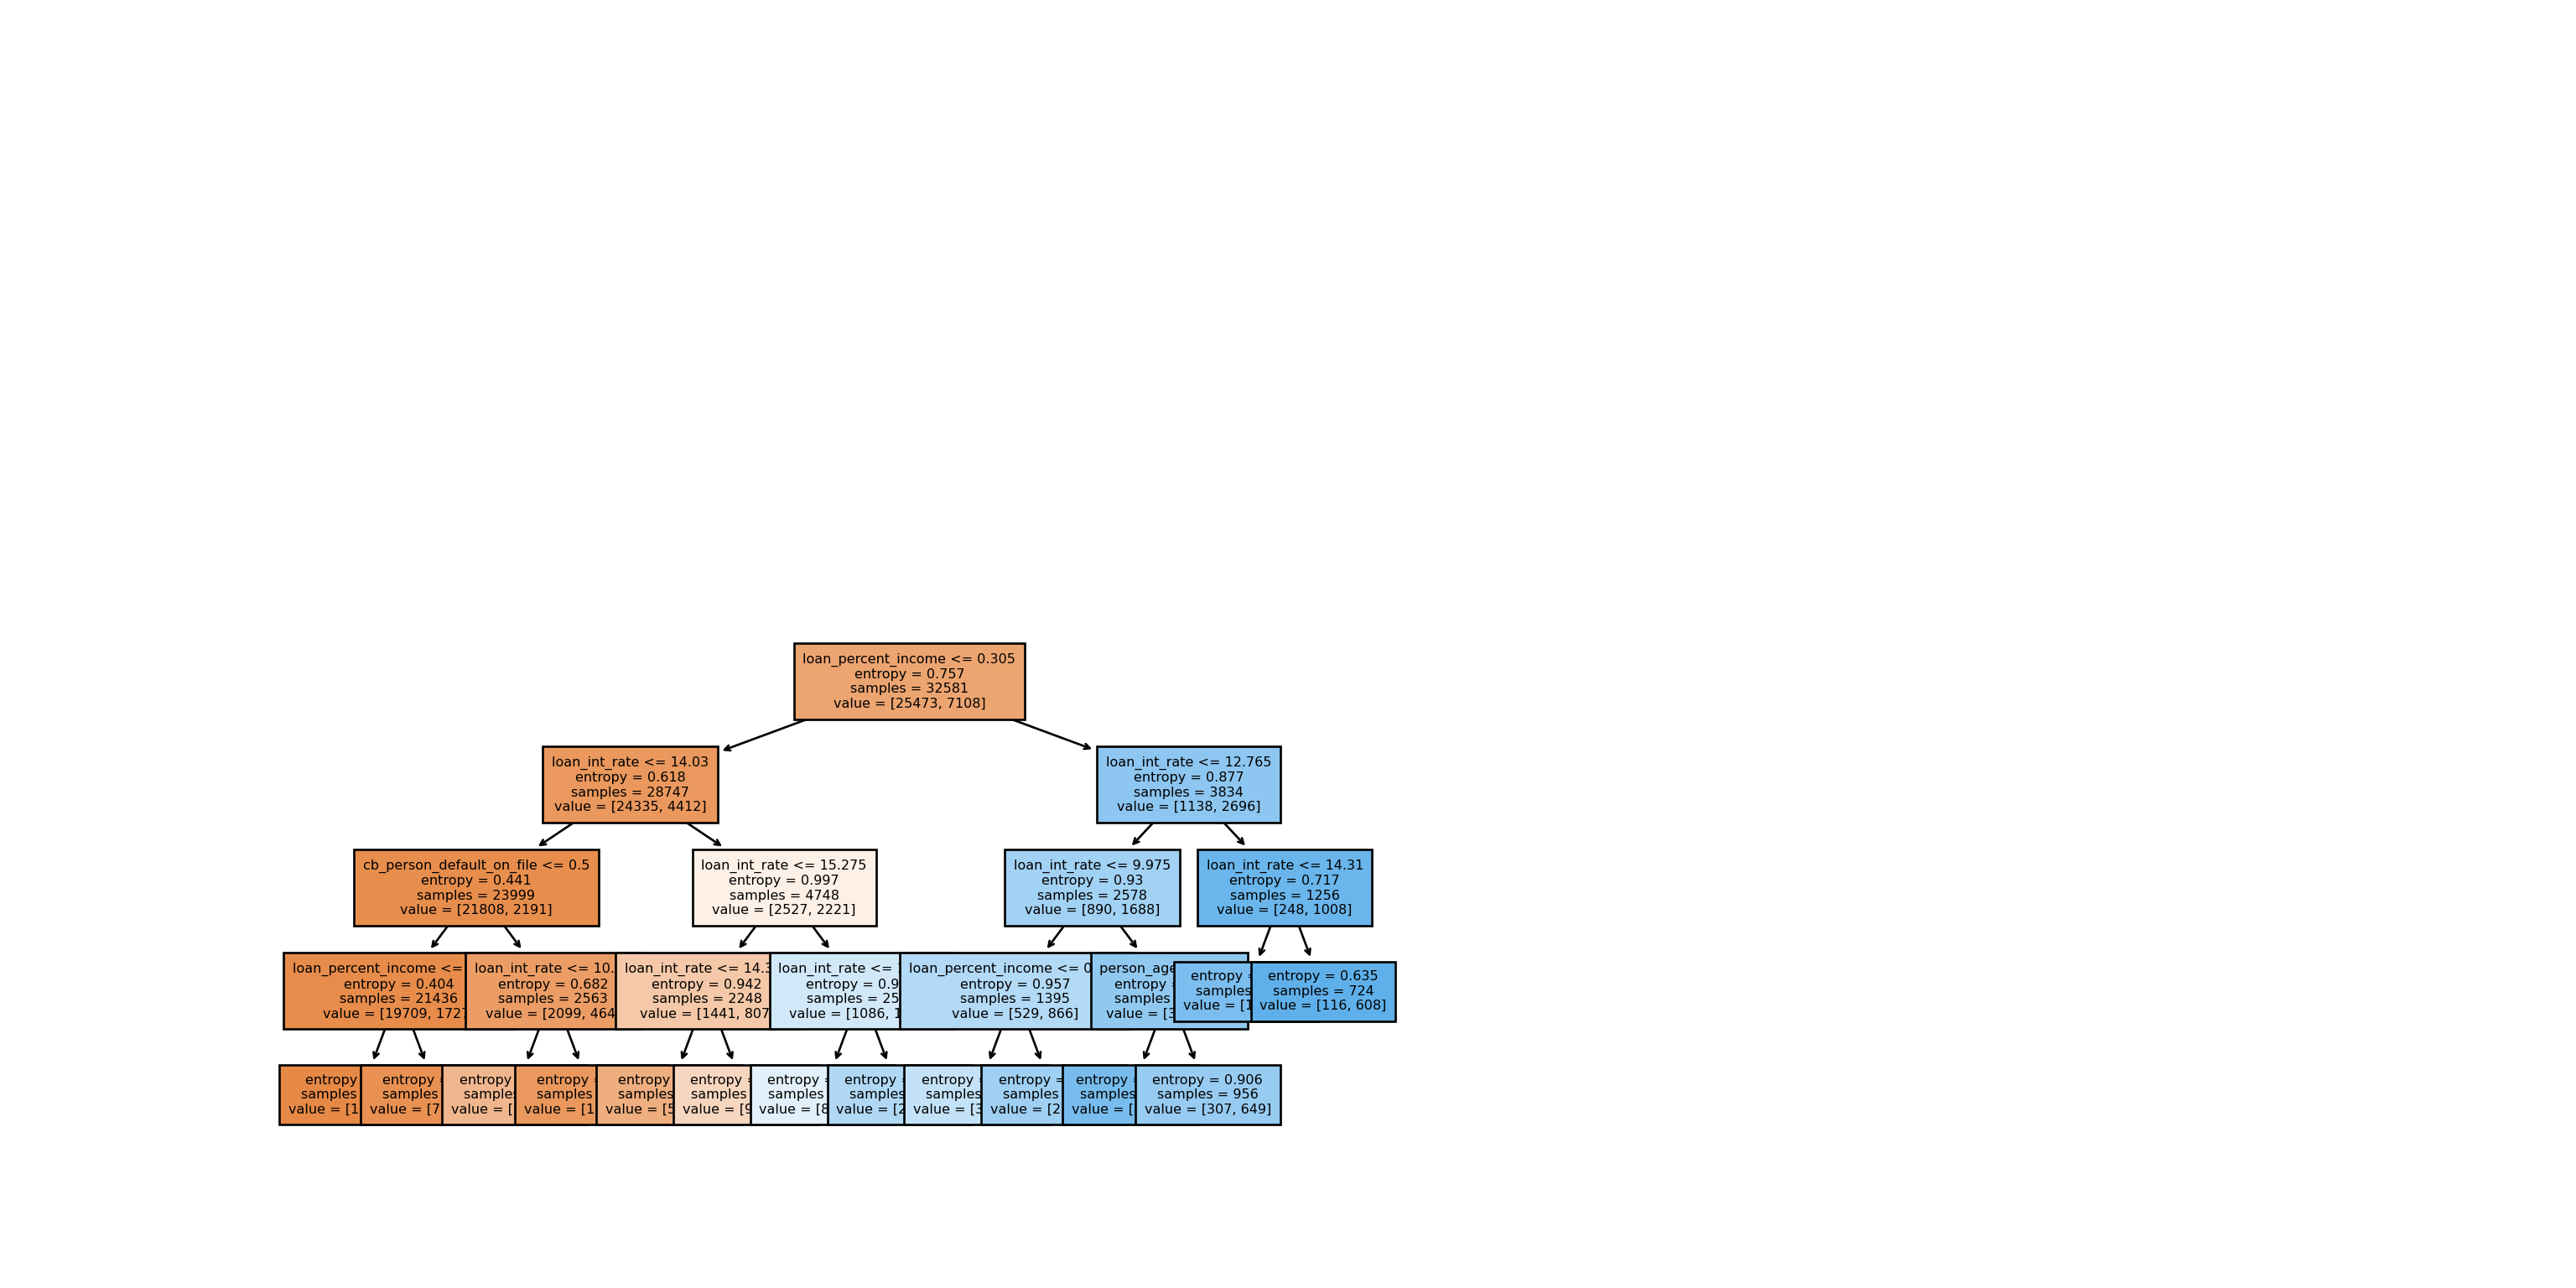 loan_percent_income <= 0.305
entropy = 0.757
samples = 32581
value = [25473, 7108]
loan_int_rate <= 14.03
entropy = 0.618
samples = 28747
value = [24335, 4412]
loan_int_rate <= 12.765
entropy = 0.877
samples = 3834
value = [1138, 2696]
cb_person_default_on_file <= 0.5
entropy = 0.441
samples = 23999
value = [21808, 2191]
loan_int_rate <= 15.275
entropy = 0.997
samples = 4748
value = [2527, 2221]
loan_int_rate <= 9.975
entropy = 0.93
samples = 2578
value = [890, 1688]
loan_int_rate <= 14.31
entropy = 0.717
samples = 1256
value = [248, 1008]
loan_percent_income <=
entropy = 0.404
samples = 21436
value = [19709, 172
loan_int_rate <= 10.
entropy = 0.682
samples = 2563
value = [2099, 464
loan_int_rate <= 14.3
entropy = 0.942
samples = 2248
value = [1441, 807
loan_int_rate <=
entropy = 0.9
samples = 25
value = [1086, 1
loan_percent_income <= 0
entropy = 0.957
samples = 1395
value = [529, 866]
person_age
entropy
samples
value = [3
entropy =
samples
value = [1
entropy = 0.635
samples = 724
value = [116, 608]
entropy
samples
value = [1
entropy
samples
value = [7
entropy
samples
value = [
entropy
samples
value = [1
entropy
samples
value = [5
entropy =
samples
value = [9
entropy
samples
value = [8
entropy
samples
value = [2
entropy
samples
value = [3
entropy =
samples
value = [2
entropy
samples
value = [
entropy = 0.906
samples = 956
value = [307, 649]